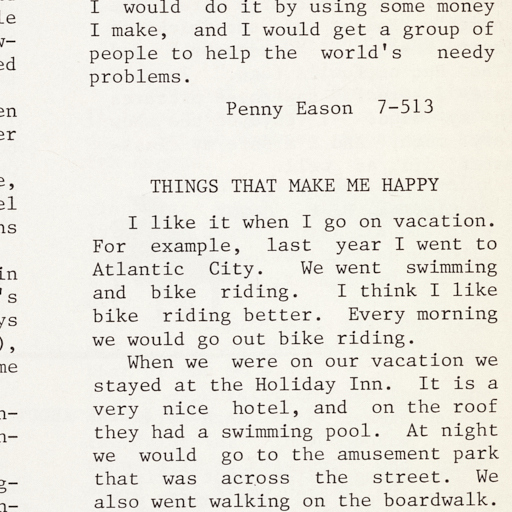 le
w-
ed
en
er
e,
el
ns
in
's
ys
),
me
n-
n-
g-
n-
I would do it by using some money
I make, and I would get a group of
people to help the world's needy
problems.
Penny Eason 7-513
THINGS THAT MAKE ME HAPPY
I like it when I go on vacation.
For example, last year I went to
Atlantic City. We went swimming
and bike riding. I think I like
bike riding better. Every morning
we would go out bike riding.
When we were on our vacation we
stayed at the Holiday Inn. It is a
very nice hotel, and on the roof
they had a swimming pool. At night
we would go to the amusement park
that was across the street. We
also went walking on the boardwalk.